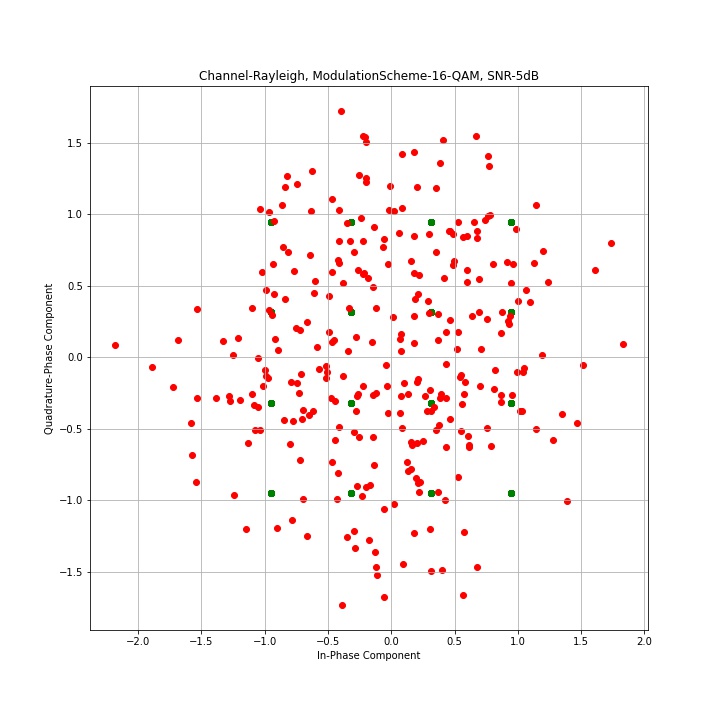 Channel-Rayleigh, ModulationScheme-16-QAM, SNR-5dB
1.5
1.0
0.5
0.0
−0.5
−1.0
−1.5
Quadrature-Phase Component
−2.0 −1.5 −1.0 −0.5 0.0 0.5 1.0 1.5 2.0
In-Phase Component